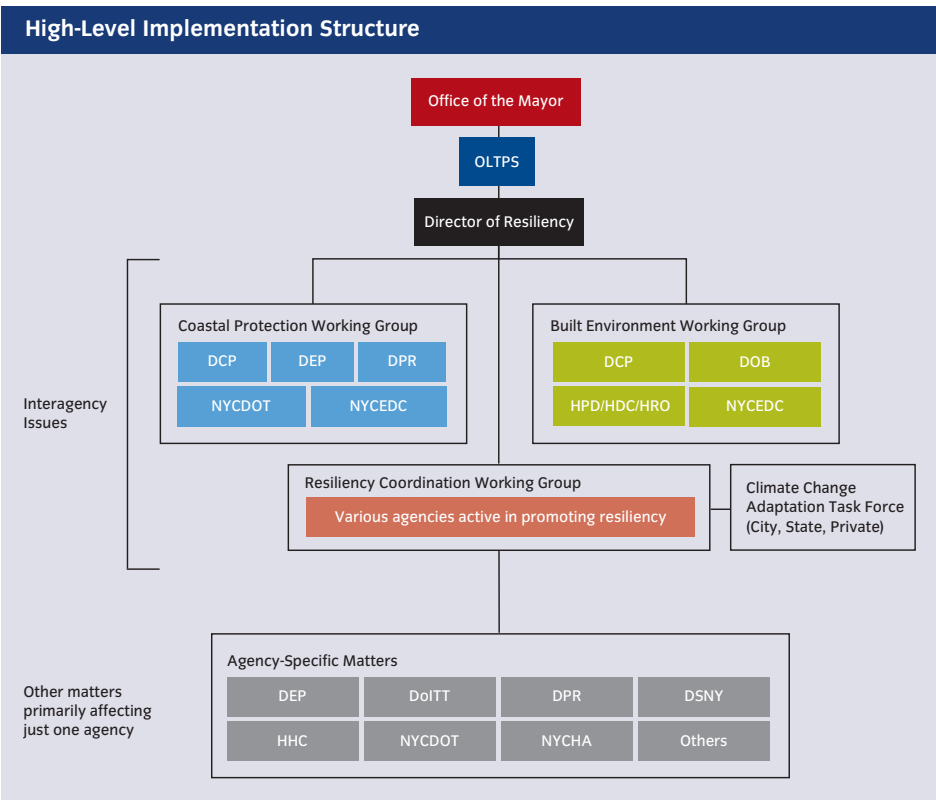 High-Level Implementation Structure
Office of the Mayor
OLTPS
Director of Resiliency
Interagency
Issues
Coastal Protection Working Group
DCP
DEP
DPR
NYCDOT
NYCEDC
Built Environment Working Group
DCP
DOB
HPD/HDC/HRO
NYCEDC
Resiliency Coordination Working Group
Various agencies active in promoting resiliency
Climate Change
Adaptation Task Force
(City, State, Private)
Other matters
primarily affecting
just one agency
Agency-Specific Matters
DEP
DoITT
DPR
DSNY
HHC
NYCDOT
NYCHA
Others